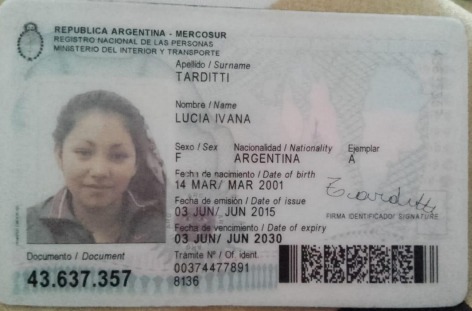 REPUBLICA ARGENTINA - MERCOSUR
REGISTRO NACIONAL DE LAS PERSONAS
MINISTERIO DEL INTERIOR Y TRANSPORTE
Apellido / Surname
TARDITTI
Nombre / Name
LUCIA IVANA
Sexo / Sex Nacionalidad / Nationality Ejemplar
F ARGENTINA A
Fecha de nacimiento / Date of birth
14 MAR/ MAR 2001
Fecha de emisión / Date of issue
03 JUN/ JUN 2015
FIRMA IDENTIFICADO/ SIGNATURE
Fecha de vencimiento / Date of expiry
03 JUN/ JUN 2030
Documento / Document
43.637.357
Trámite N° / Of. ident.
00374477891
8136